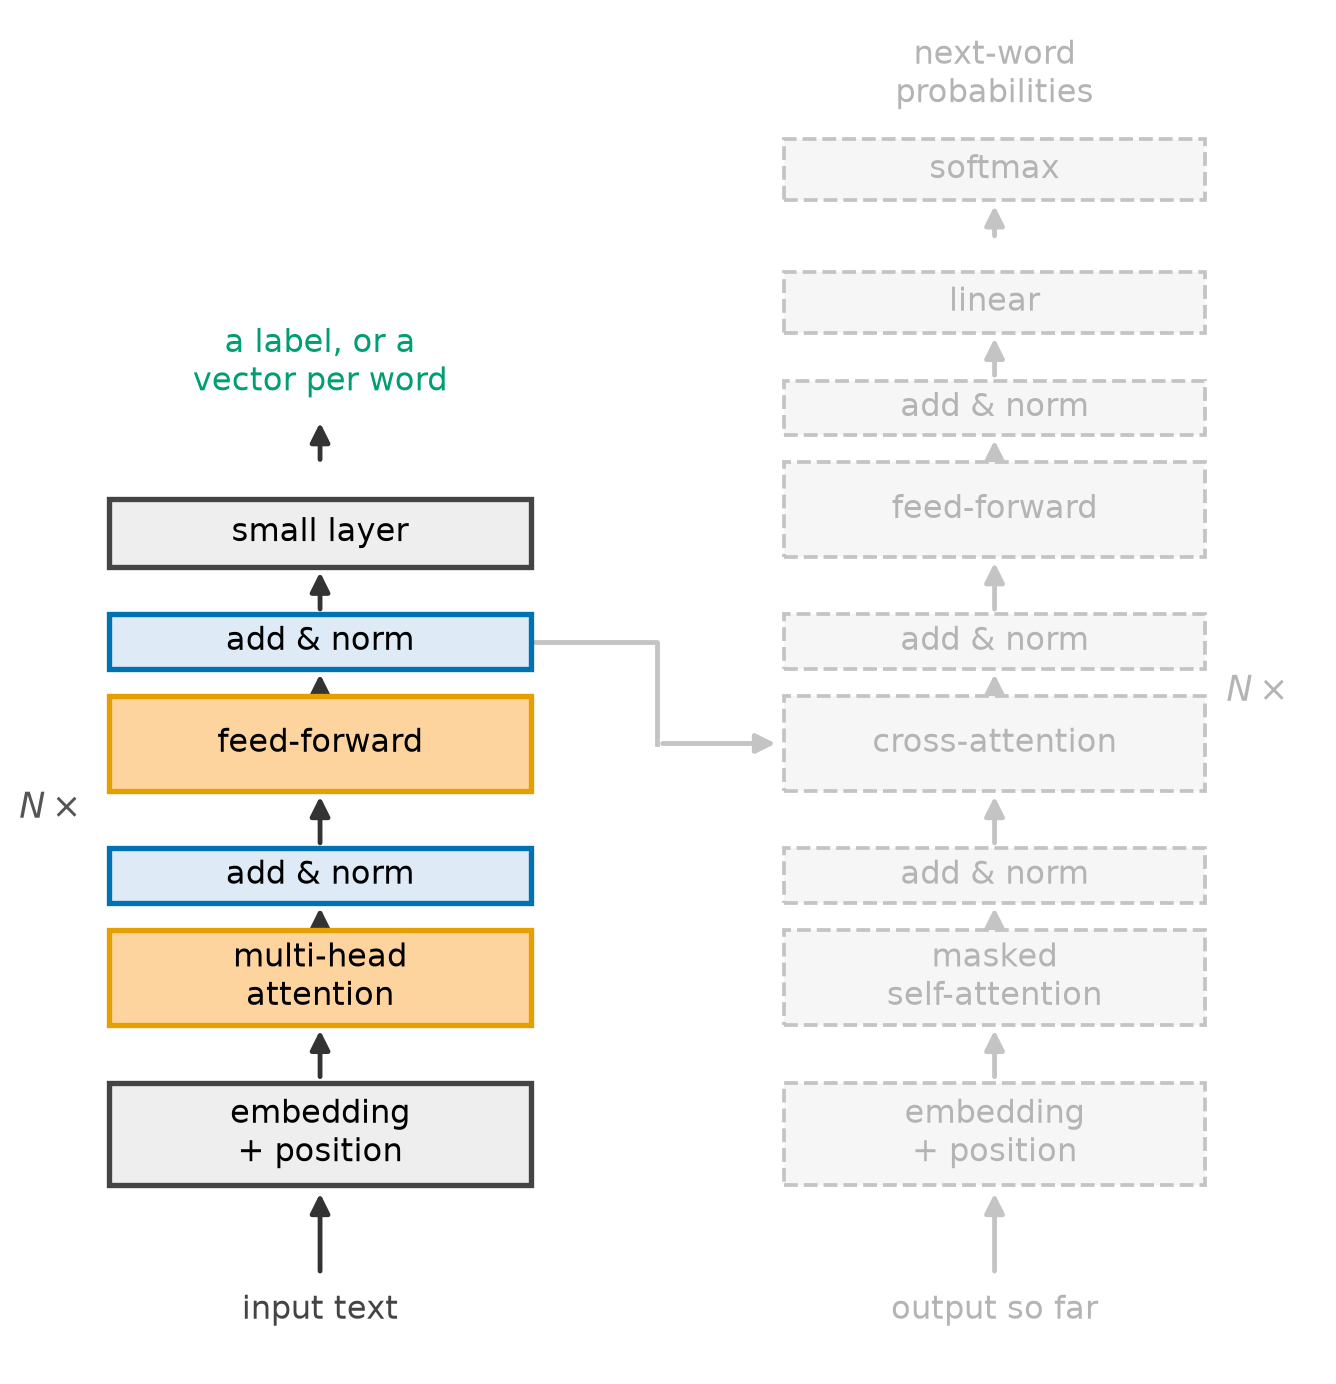 a label, or a
vector per word
small layer
add & norm
feed-forward
N ×
add & norm
multi-head
attention
embedding
+ position
input text
next-word
probabilities
softmax
linear
add & norm
feed-forward
add & norm
N ×
cross-attention
add & norm
masked
self-attention
embedding
+ position
output so far